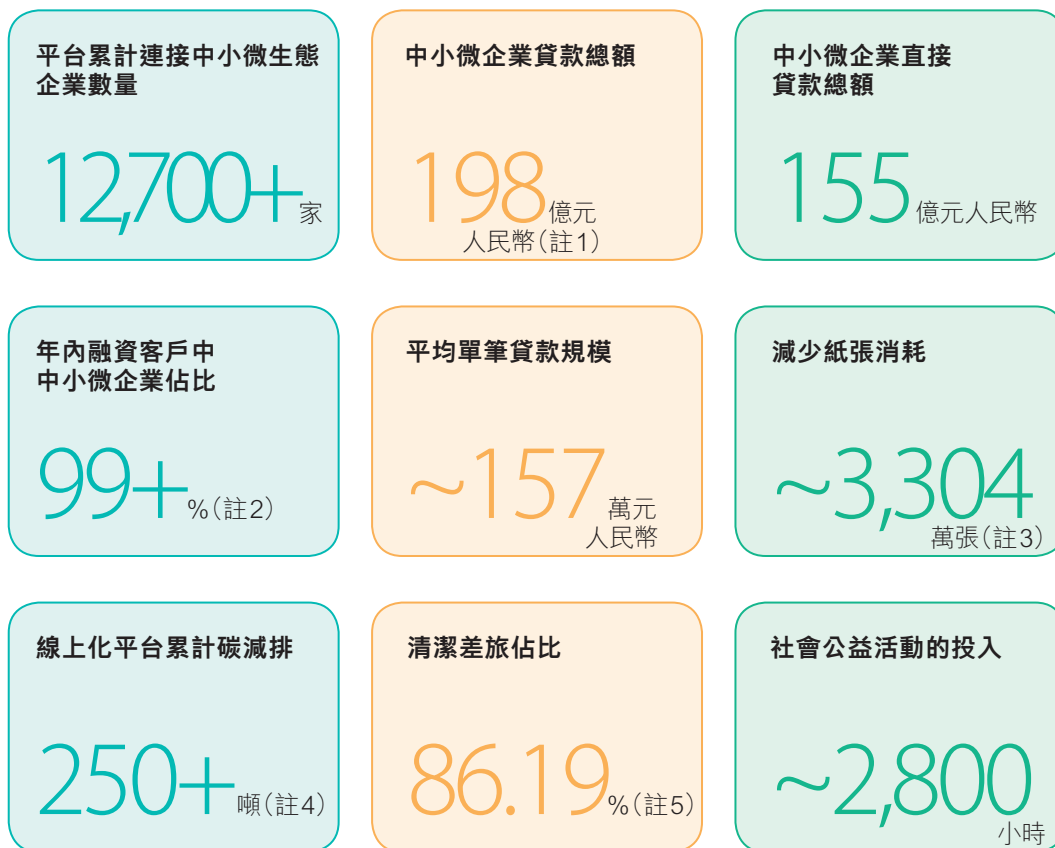 平台累計連接中小微生態
企業數量
12,700+家
中小微企業貸款總額
198億元
人民幣(註1)
中小微企業直接
貸款總額
155億元人民幣
年內融資客戶中
中小微企業佔比
99+%(註2)
平均單筆貸款規模
~157萬元
人民幣
減少紙張消耗
~3,304
萬張(註3)
線上化平台累計碳減排
250+噸(註4)
清潔差旅佔比
86.19%(註5)
社會公益活動的投入
~2,800
小時